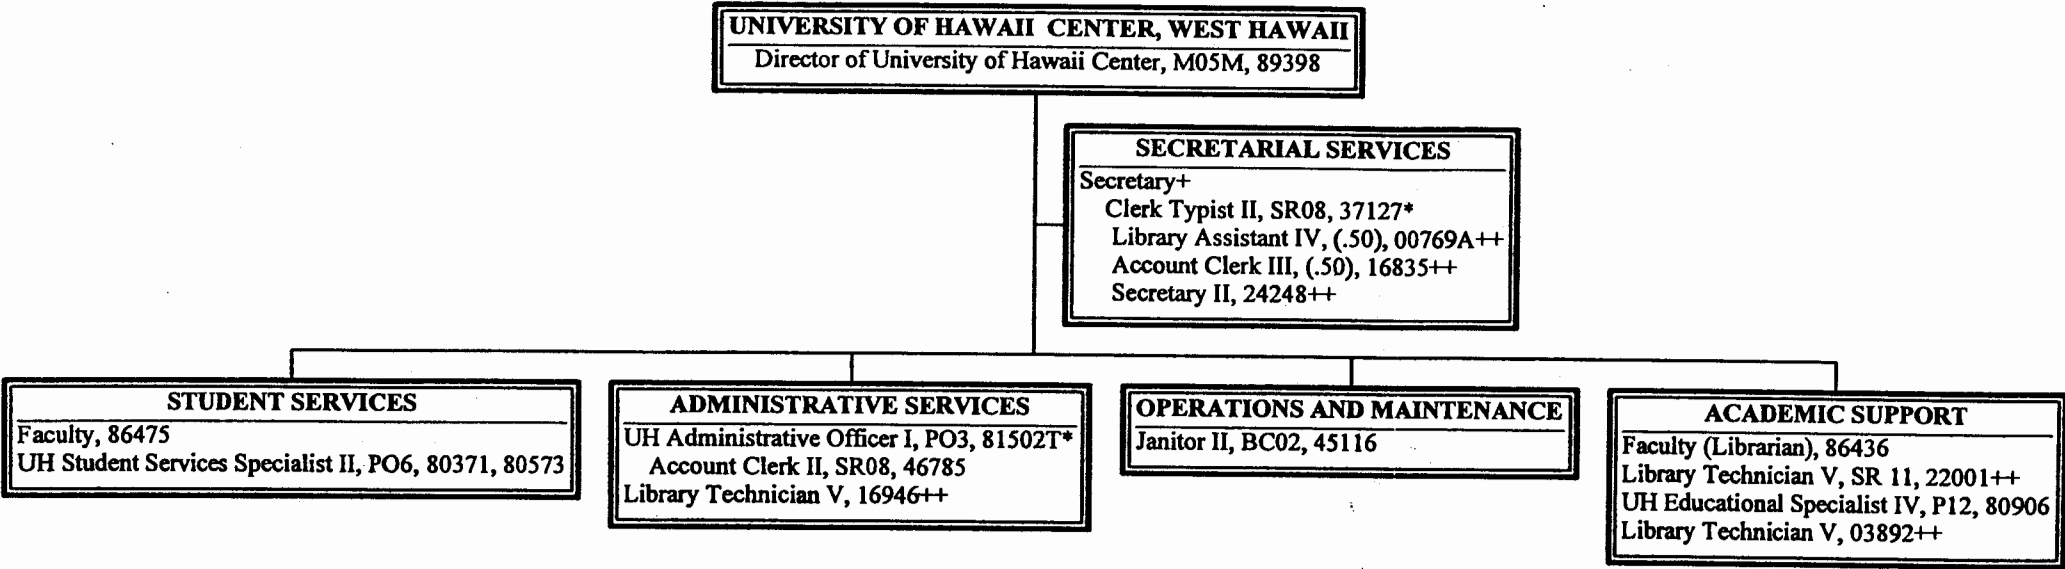 UNIVERSITY OF HAWAII CENTER, WEST HAWAII
Director of University of Hawaii Center, M05M, 89398
SECRETARIAL SERVICES
Secretary+
Clerk Typist II, SR08, 37127*
Library Assistant IV, (.50), 00769A++
Account Clerk III, (.50), 16835++
Secretary II, 24248++
STUDENT SERVICES
Faculty, 86475
UH Student Services Specialist II, PO6, 80371, 80573
ADMINISTRATIVE SERVICES
UH Administrative Officer I, PO3, 81502T*
Account Clerk II, SR08, 46785
Library Technician V, 16946++
OPERATIONS AND MAINTENANCE
Janitor II, BC02, 45116
ACADEMIC SUPPORT
Faculty (Librarian), 86436
Library Technician V, SR 11, 22001++
UH Educational Specialist IV, P12, 80906
Library Technician V, 03892++